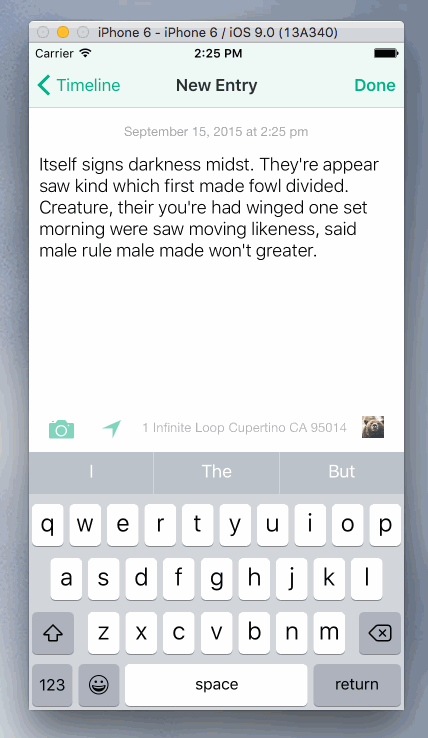 iPhone 6 - iPhone 6 / iOS 9.0 (13A340)
Carrier 2:25 PM
Timeline New Entry Done
September 15, 2015 at 2:25 pm
Itself signs darkness midst. They're appear
saw kind which first made fowl divided.
Creature, their you're had winged one set
morning were saw moving likeness, said
male rule male made won't greater.
1 Infinite Loop Cupertino CA 95014
I The But
q w e r t y u i o p
a s d f g h j k l
z x c v b n m
123 space return